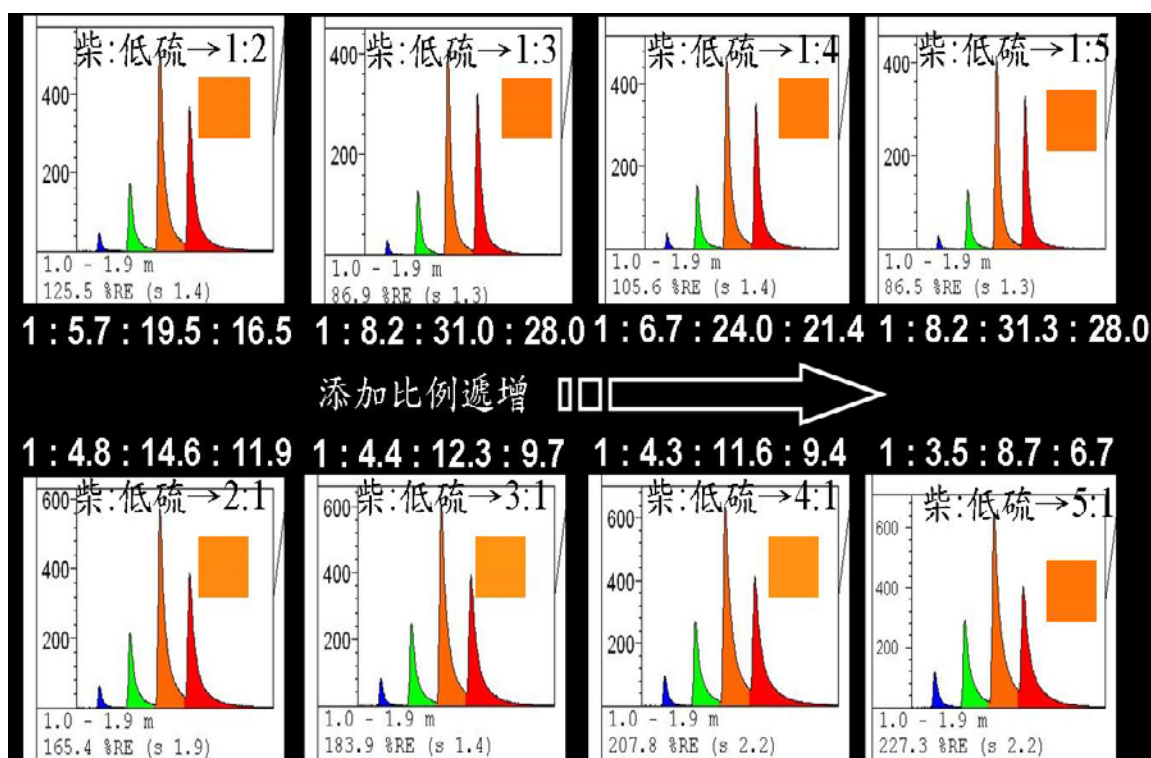 柴:低硫→1:2
400
200
1.0 - 1.9 m
125.5 %RE (s 1.4)
柴:低硫→1:3
400
200
1.0 - 1.9 m
86.9 %RE (s 1.3)
柴:低硫→1:4
400
200
1.0 - 1.9 m
105.6 %RE (s 1.4)
柴:低硫→1:5
400
200
1.0 - 1.9 m
86.5 %RE (s 1.3)
1 : 5.7 : 19.5 : 16.5
1 : 8.2 : 31.0 : 28.0
1 : 6.7 : 24.0 : 21.4
1 : 8.2 : 31.3 : 28.0
添加比例遞增
1 : 4.8 : 14.6 : 11.9
1 : 4.4 : 12.3 : 9.7
1 : 4.3 : 11.6 : 9.4
1 : 3.5 : 8.7 : 6.7
柴:低硫→2:1
600
400
200
1.0 - 1.9 m
165.4 %RE (s 1.9)
柴:低硫→3:1
600
400
200
1.0 - 1.9 m
183.9 %RE (s 1.4)
柴:低硫→4:1
600
400
200
1.0 - 1.9 m
207.8 %RE (s 2.2)
柴:低硫→5:1
600
400
200
1.0 - 1.9 m
227.3 %RE (s 2.2)